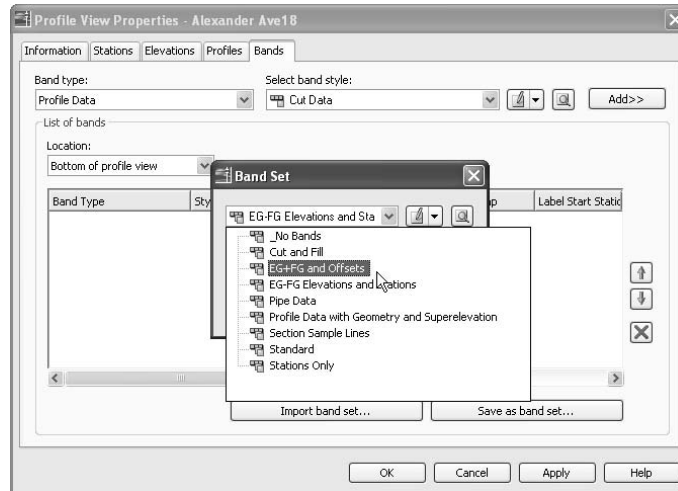 Profile View Properties - Alexander Ave18
Information Stations Elevations Profiles Bands
Band type: Select band style:
Profile Data Cut Data Add>>
List of bands
Location:
Bottom of profile view
Band Set
Band Type Sty p Label Start Static
EG-FG Elevations and Sta
_No Bands
Cut and Fill
EG+FG and Offsets
EG-FG Elevations and Stations
Pipe Data
Profile Data with Geometry and Superelevation
Section Sample Lines
Standard
Stations Only
Import band set... Save as band set...
OK Cancel Apply Help